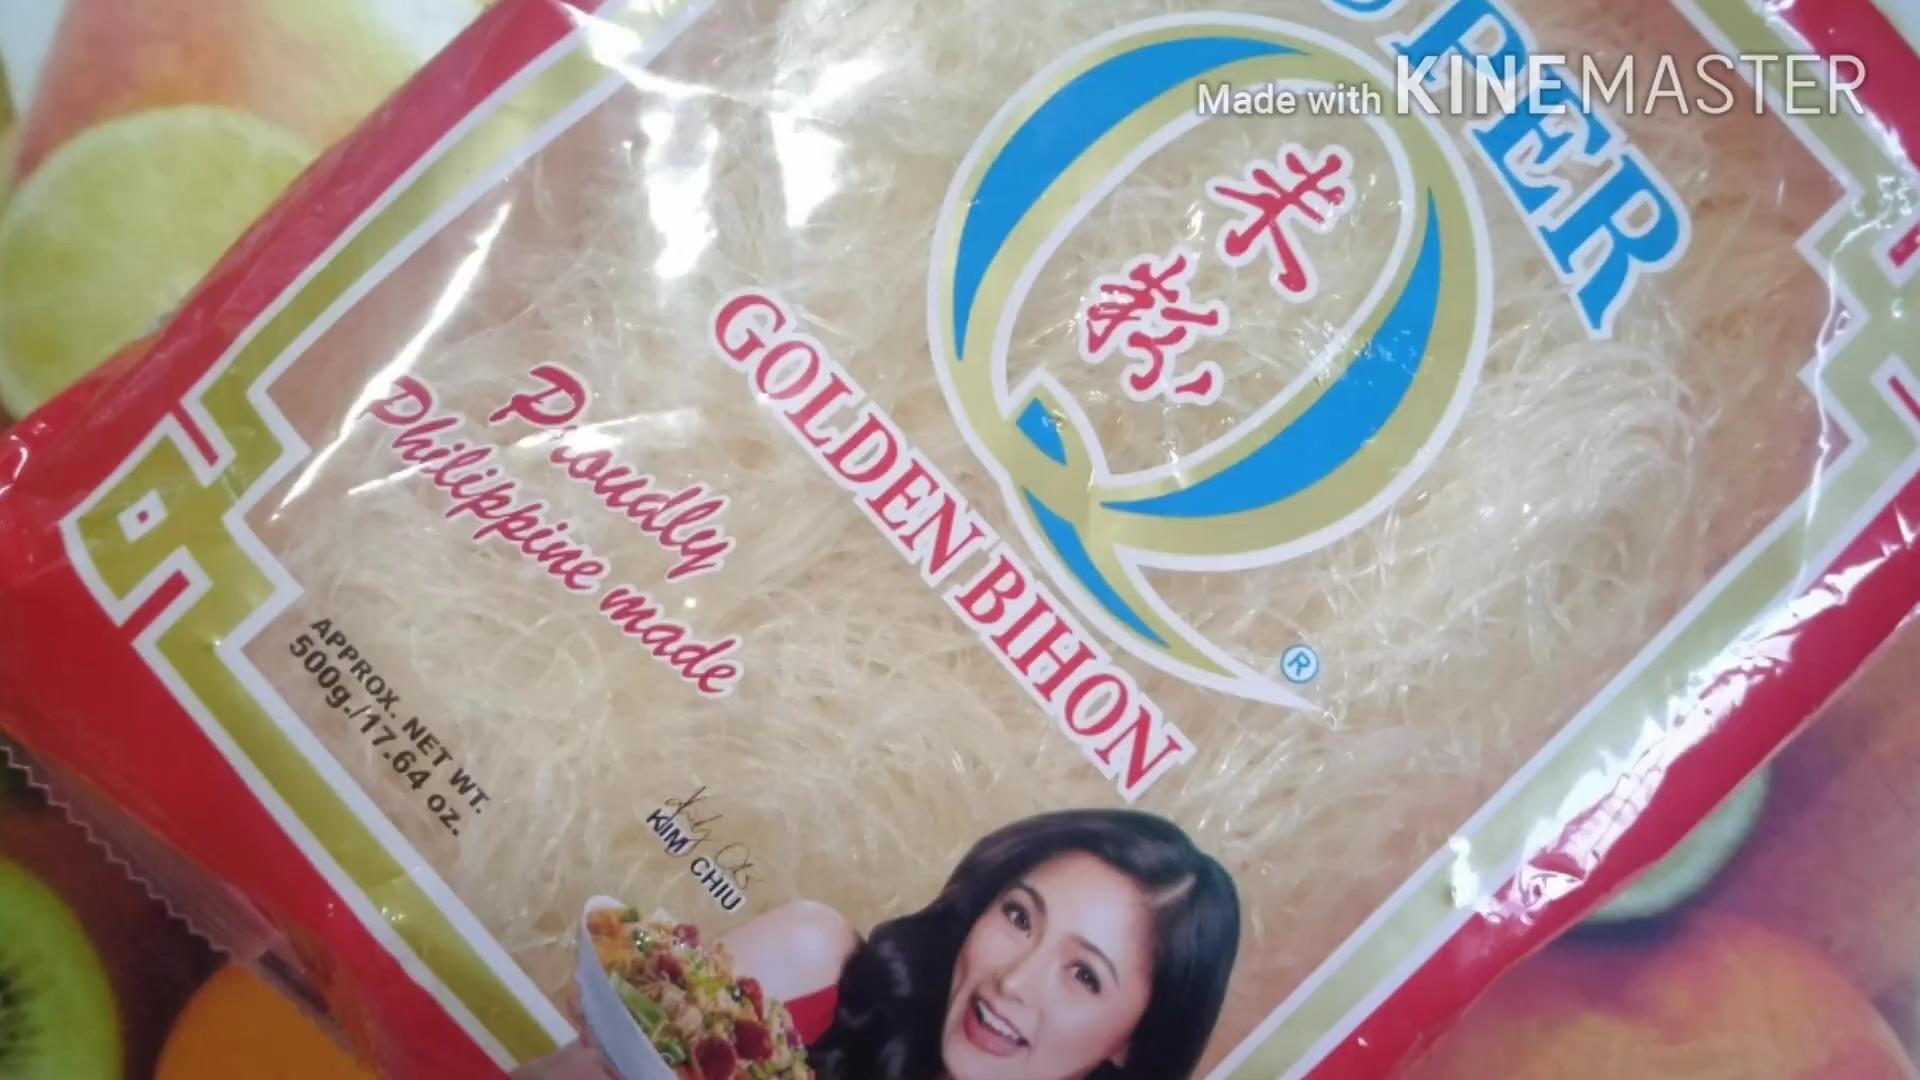 Made with KINEMASTER
UPER
Q
米粉
GOLDEN BIHON
®
Proudly
Philippine made
APPROX. NET WT.
500g./17.64 oz.
KIM CHIU